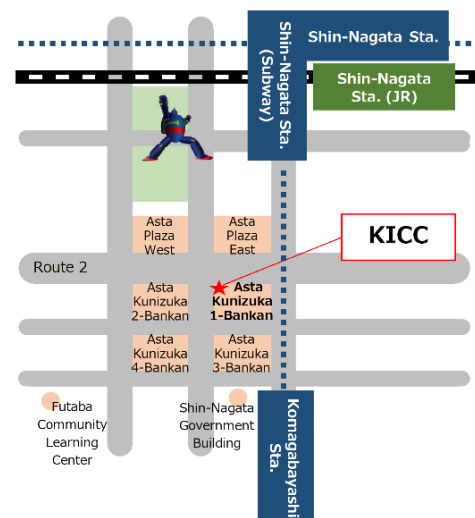 Shin-Nagata Sta.
Shin-Nagata Sta.
(Subway)
Shin-Nagata
Sta. (JR)
Asta
Plaza
West
Asta
Plaza
East
KICC
Route 2
Asta
Kunizuka
2-Bankan
Asta
Kunizuka
1-Bankan
Asta
Kunizuka
4-Bankan
Asta
Kunizuka
3-Bankan
Futaba
Community
Learning
Center
Shin-Nagata
Government
Building
Komagabayashi
Sta.